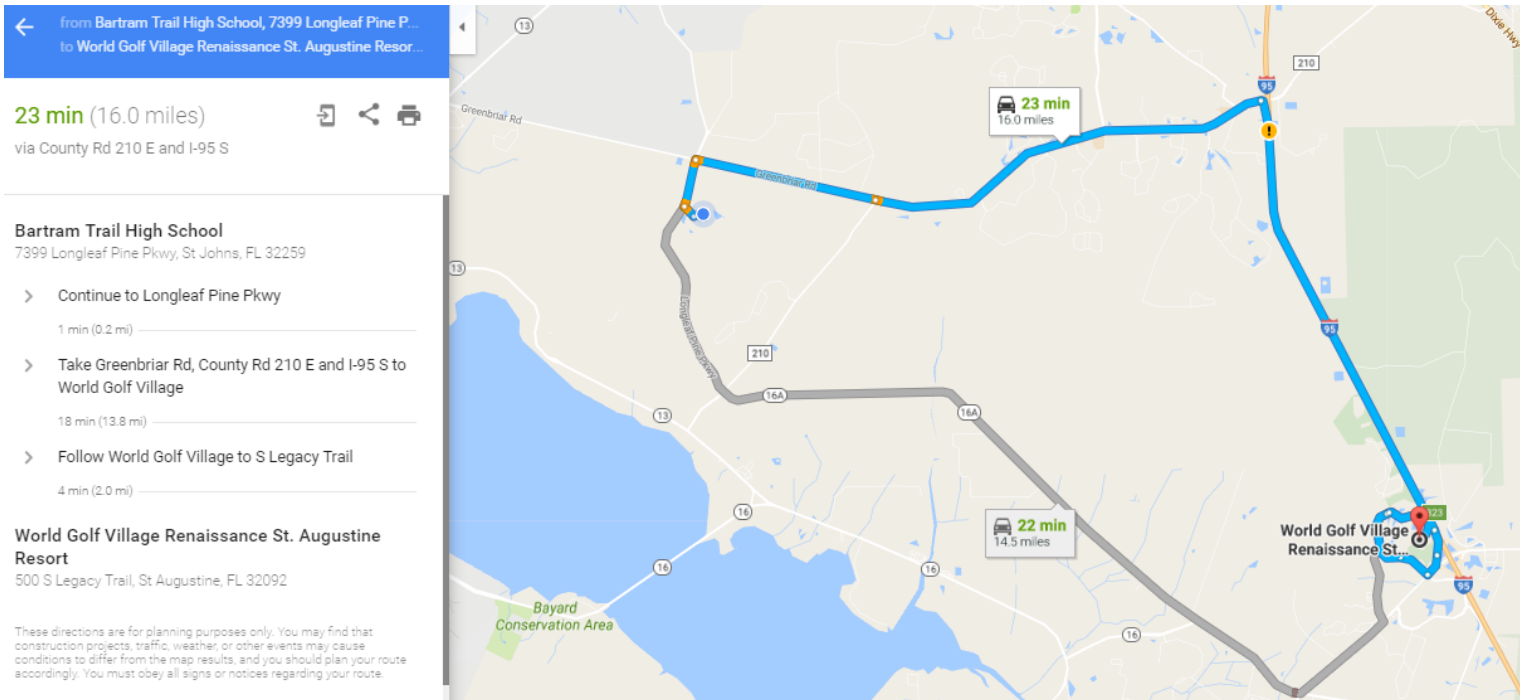 from Bartram Trail High School, 7399 Longleaf Pine P...
to World Golf Village Renaissance St. Augustine Resor...
23 min (16.0 miles)
via County Rd 210 E and I-95 S
Bartram Trail High School
7399 Longleaf Pine Pkwy, St Johns, FL 32259
Continue to Longleaf Pine Pkwy
1 min (0.2 mi)
Take Greenbriar Rd, County Rd 210 E and I-95 S to
World Golf Village
18 min (13.8 mi)
Follow World Golf Village to S Legacy Trail
4 min (2.0 mi)
World Golf Village Renaissance St. Augustine
Resort
500 S Legacy Trail, St Augustine, FL 32092
These directions are for planning purposes only. You may find that
construction projects, traffic, weather, or other events may cause
conditions to differ from the map results, and you should plan your route
accordingly. You must obey all signs or notices regarding your route.
13
Dixie Hwy
210
95
23 min
16.0 miles
Greenbriar Rd
Greenbriar Rd
13
Longleaf Pine Pkwy
95
210
16A
13
16A
16
22 min
14.5 miles
323
World Golf Village
Renaissance St...
16
16
95
Bayard
Conservation Area
16